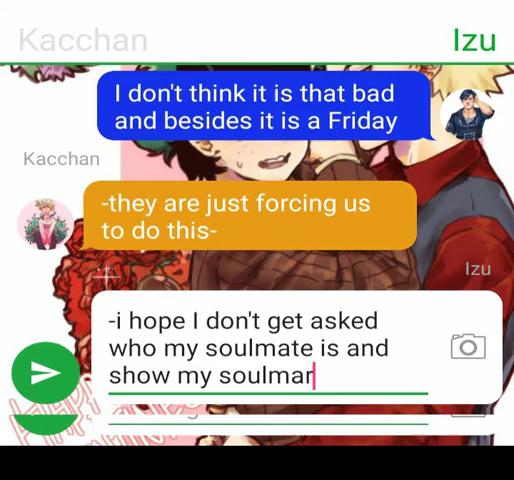 Kacchan
Izu
I don't think it is that bad
and besides it is a Friday
Kacchan
-they are just forcing us
to do this-
Izu
-i hope I don't get asked
who my soulmate is and
show my soulmar